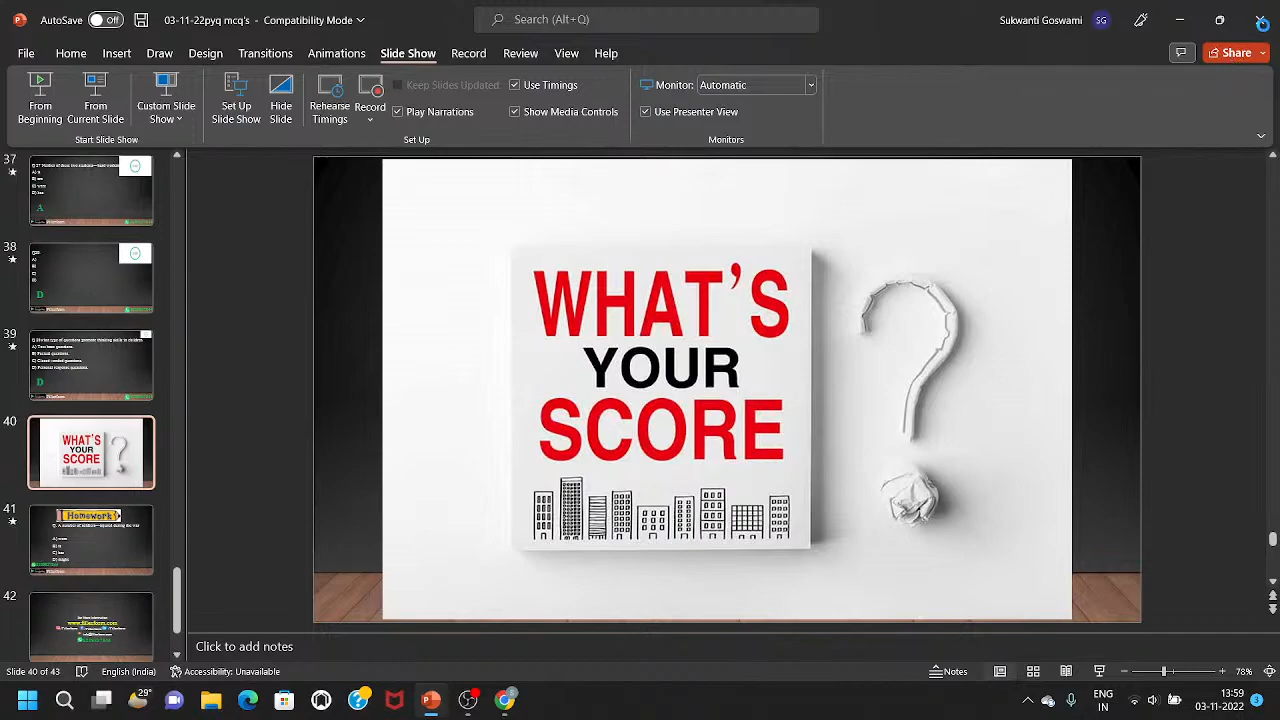 AutoSave Off 03-11-22pyq mcq's • - Compatibility Mode Search (Alt+Q) Sukwanti Goswami SG
File Home Insert Draw Design Transitions Animations Slide Show Record Review View Help Share
From Beginning
From Current Slide
Custom Slide Show
Set Up Slide Show
Hide Slide
Rehearse Timings
Record
Keep Slides Updated
Play Narrations
Use Timings
Show Media Controls
Monitor: Automatic
Use Presenter View
Start Slide Show Set Up Monitors
37
A
38
D
39
D
40
WHAT'S
YOUR
SCORE
41
Homework
42
WHAT'S
YOUR
SCORE
Click to add notes
Slide 40 of 43 English (India) Accessibility: Unavailable Notes 78%
29°
ENG
IN
13:59
03-11-2022
3